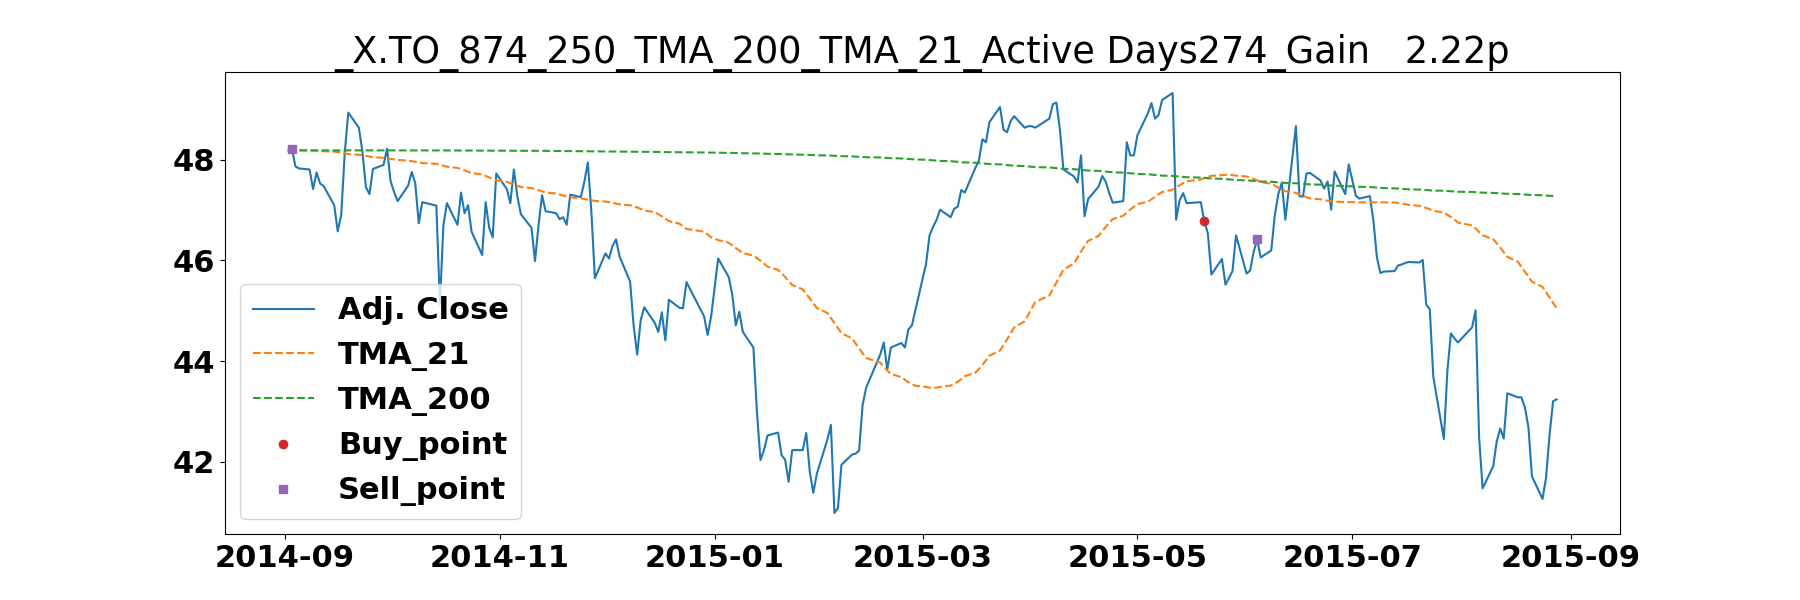 _X.TO_874_250_TMA_200_TMA_21_Active Days274_Gain   2.22p
48
46
44
42
Adj. Close
TMA_21
TMA_200
Buy_point
Sell_point
2014-09 2014-11 2015-01 2015-03 2015-05 2015-07 2015-09